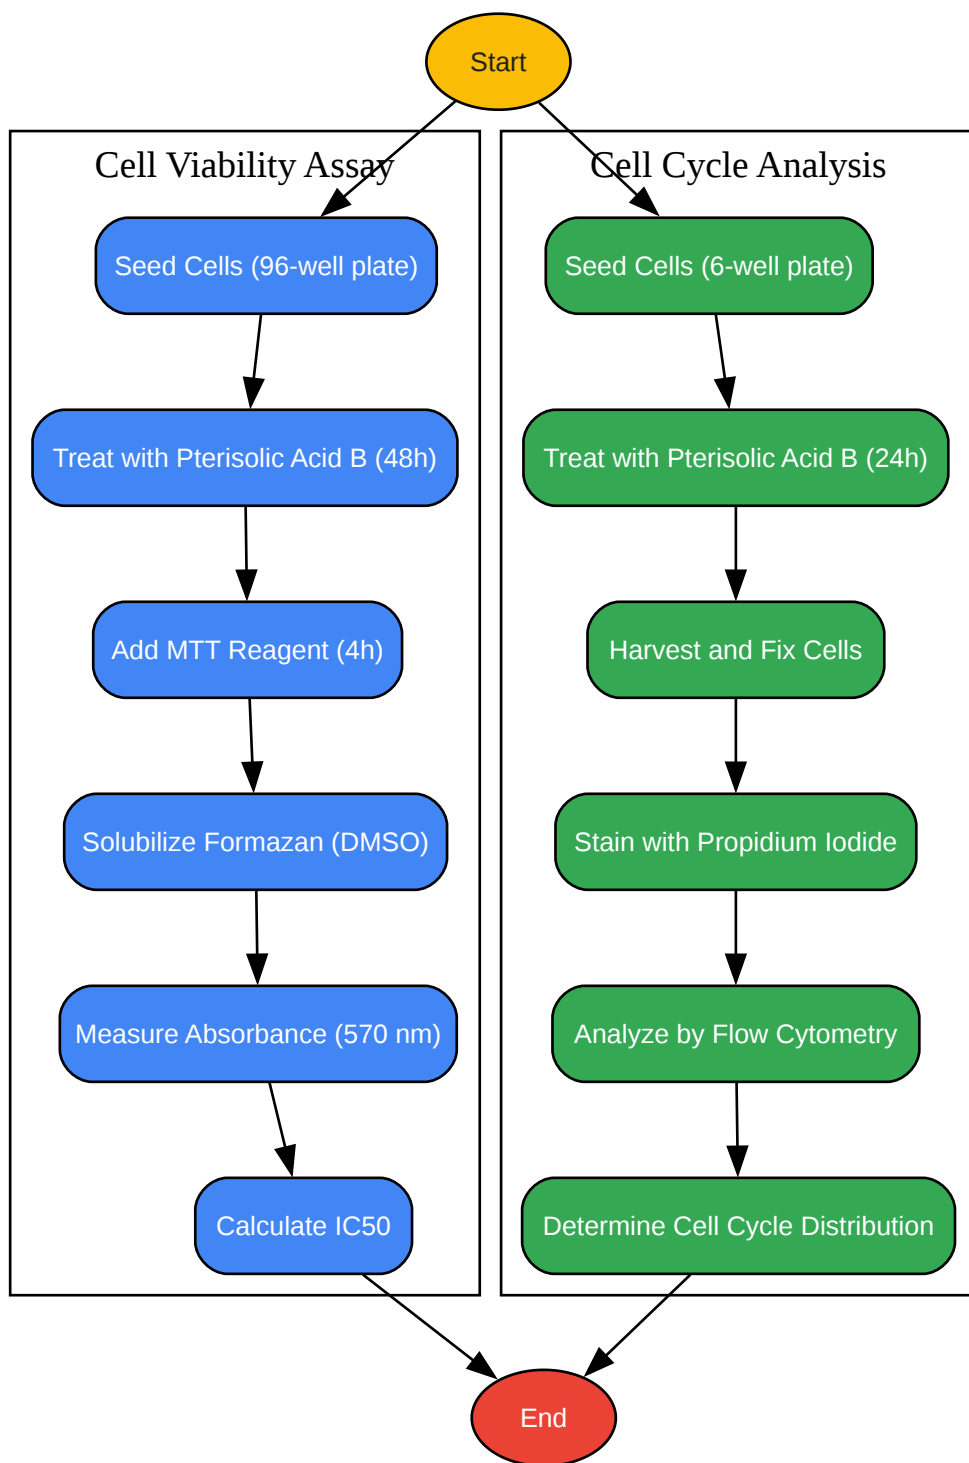 Start
Cell Viability Assay
Seed Cells (96-well plate)
Treat with Pterisolic Acid B (48h)
Add MTT Reagent (4h)
Solubilize Formazan (DMSO)
Measure Absorbance (570 nm)
Calculate IC50
Cell Cycle Analysis
Seed Cells (6-well plate)
Treat with Pterisolic Acid B (24h)
Harvest and Fix Cells
Stain with Propidium Iodide
Analyze by Flow Cytometry
Determine Cell Cycle Distribution
End